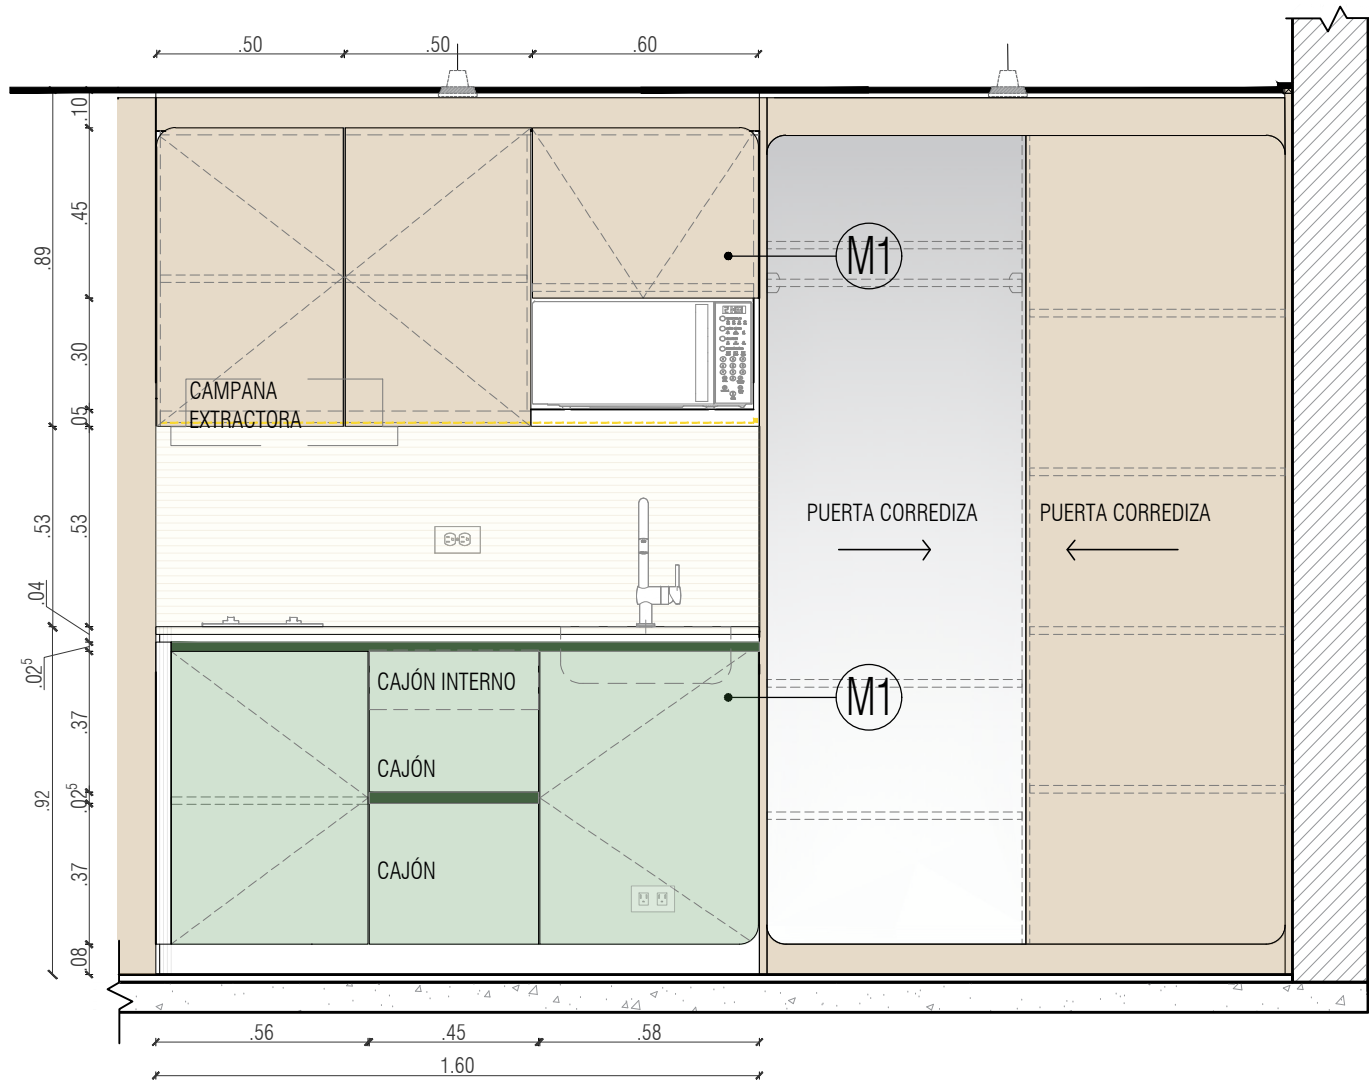 .50
.50
.60
.10
.45
.89
M1
.30
CAMPANA
EXTRACTORA
.05
.53
.53
PUERTA CORREDIZA
PUERTA CORREDIZA
.04
.02⁵
CAJÓN INTERNO
M1
.37
CAJÓN
.92
.02⁵
.37
CAJÓN
.08
.56
.45
.58
1.60